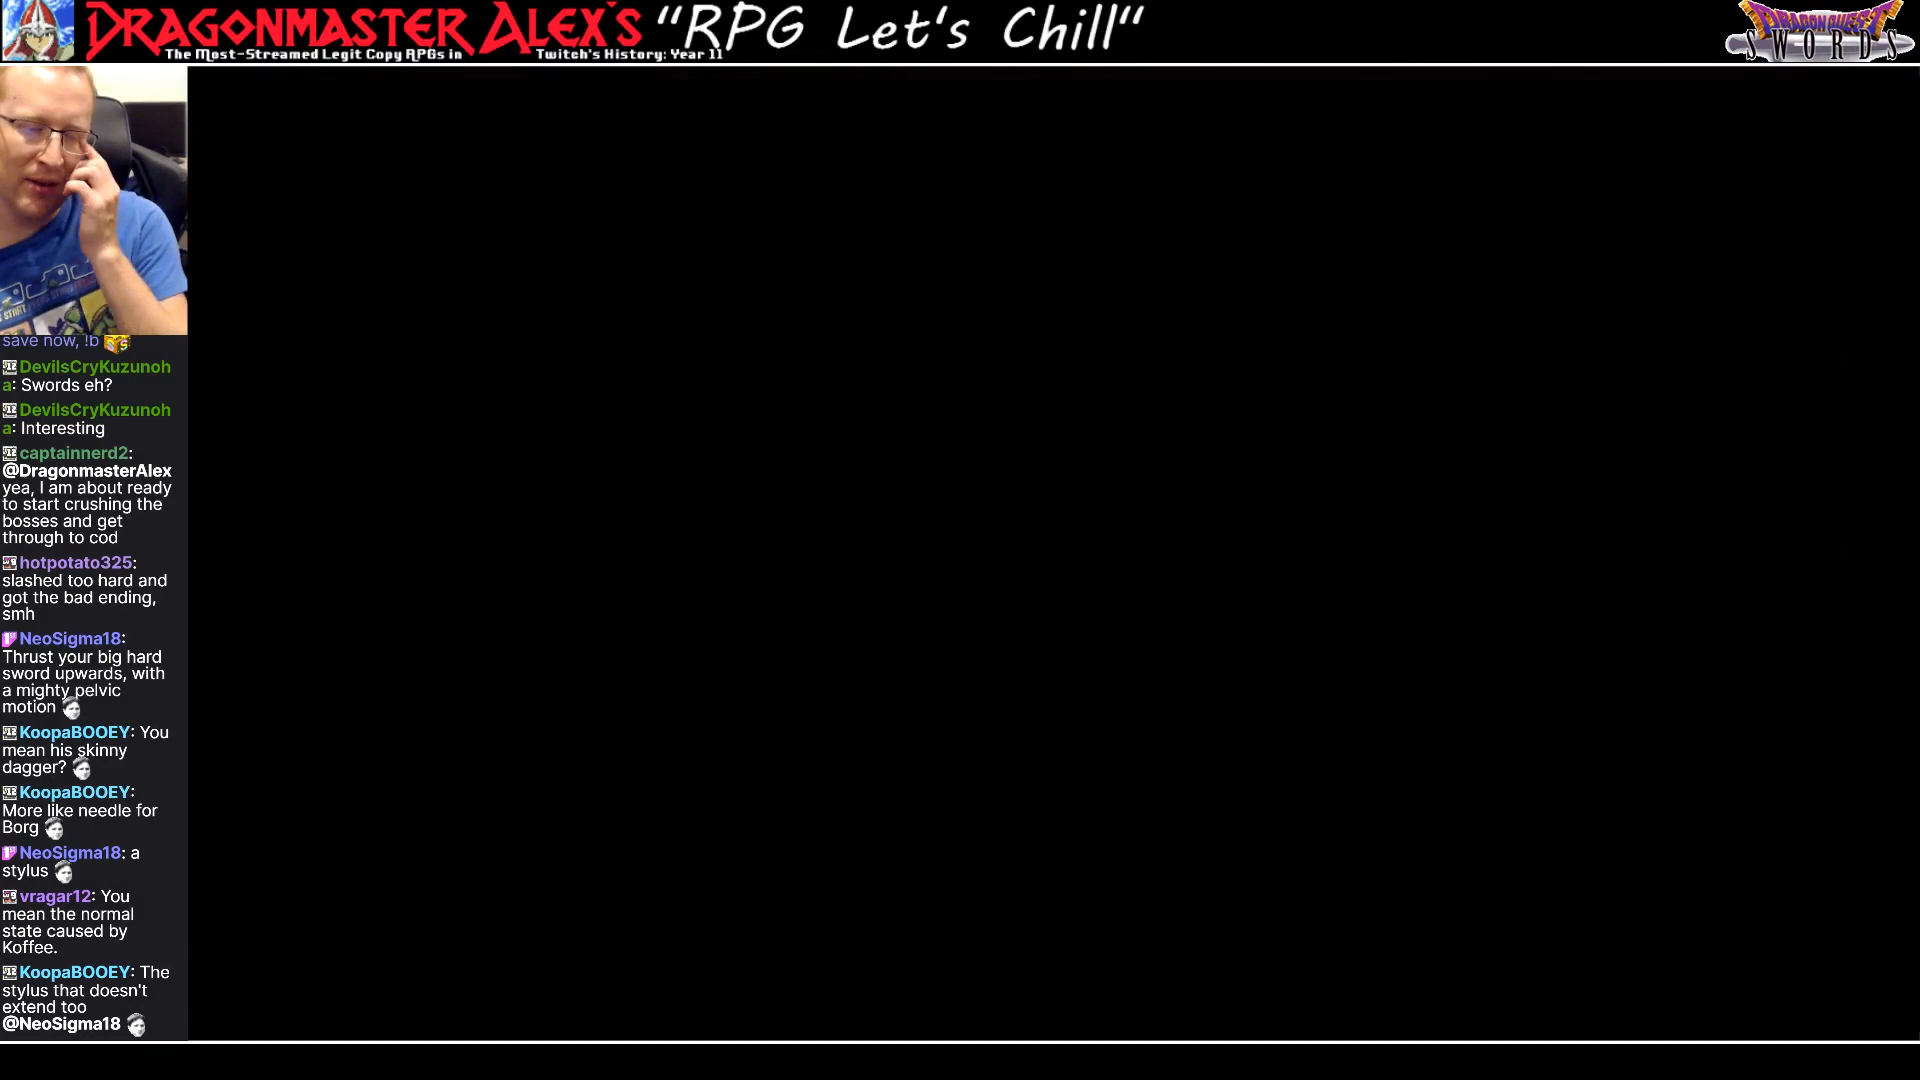 DRAGONMASTER ALEX'S "RPG Let's Chill"
The Most-Streamed Legit Copy RPGs in Twitch's History: Year 11
DRAGON QUEST
SWORDS
save now, !b
DevilsCryKuzunoh
a: Swords eh?
DevilsCryKuzunoh
a: Interesting
captainnerd2:
@DragonmasterAlex
yea, I am about ready
to start crushing the
bosses and get
through to cod
hotpotato325:
slashed too hard and
got the bad ending,
smh
NeoSigma18:
Thrust your big hard
sword upwards, with
a mighty pelvic
motion
KoopaBOOEY: You
mean his skinny
dagger?
KoopaBOOEY:
More like needle for
Borg
NeoSigma18: a
stylus
vragar12: You
mean the normal
state caused by
Koffee.
KoopaBOOEY: The
stylus that doesn't
extend too
@NeoSigma18